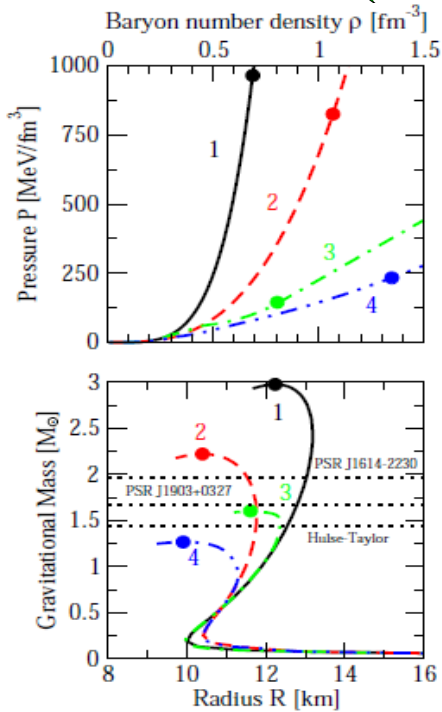 Baryon number density ρ [fm⁻³]
0 0.5 1 1.5
1000
750
500
250
0
Pressure P [MeV/fm³]
1
2
3
4
3
2.5
2
1.5
1
0.5
0
Gravitational Mass [M⊙]
1
2
PSR J1614-2230
PSR J1903+0327
3
Hulse-Taylor
4
8 10 12 14 16
Radius R [km]